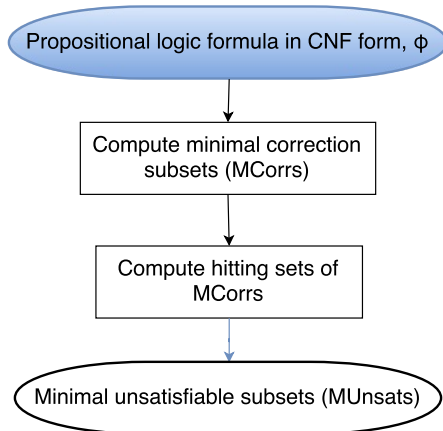 Propositional logic formula in CNF form, ϕ
Compute minimal correction
subsets (MCorrs)
Compute hitting sets of
MCorrs
Minimal unsatisfiable subsets (MUnsats)